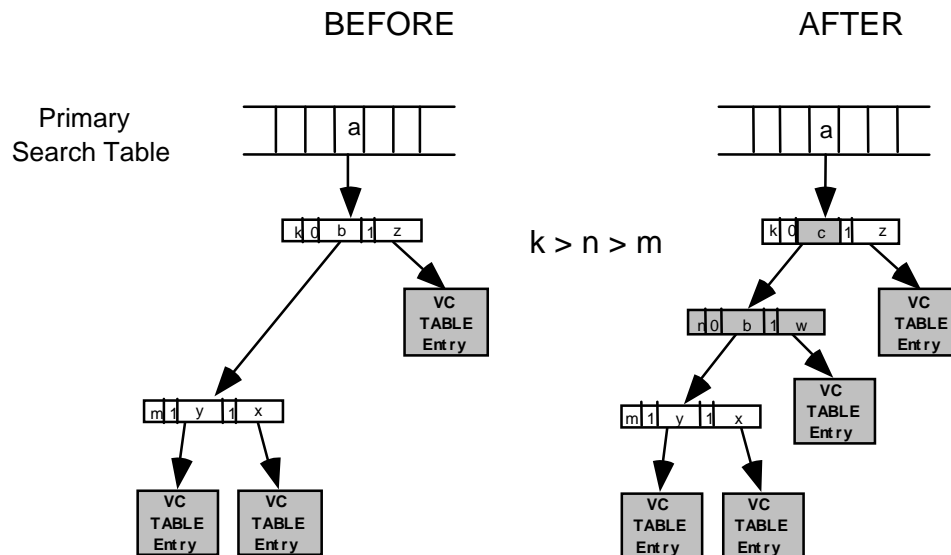 BEFORE
AFTER
Primary
Search Table
a
a
k 0 b 1 z
k > n > m
k 0 c 1 z
VC
TABLE
Entry
VC
TABLE
Entry
n 0 b 1 w
VC
TABLE
Entry
m 1 y 1 x
m 1 y 1 x
VC
TABLE
Entry
VC
TABLE
Entry
VC
TABLE
Entry
VC
TABLE
Entry